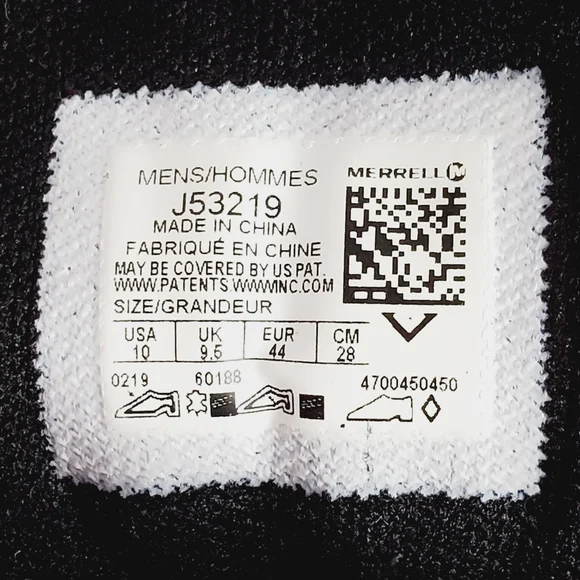 MENS/HOMMES
MERRELL
J53219
MADE IN CHINA
FABRIQUÉ EN CHINE
MAY BE COVERED BY US PAT.
WWW.PATENTS.WWWINC.COM
SIZE/GRANDEUR
USA UK EUR CM
10 9.5 44 28
0219 60188 4700450450